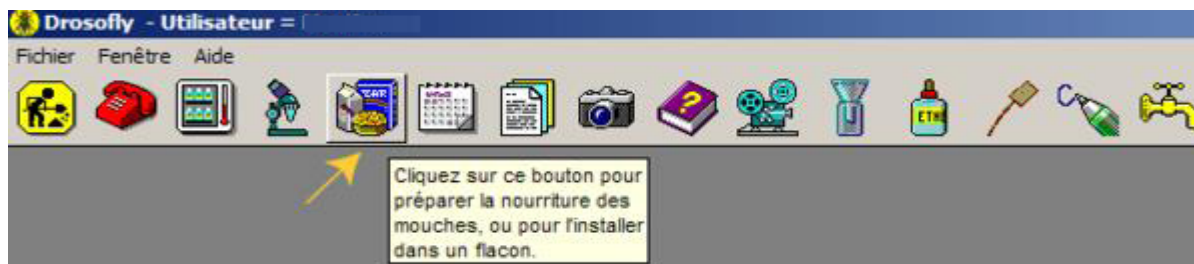 Drosofly - Utilisateur =
Fichier Fenêtre Aide
ETH
Cliquez sur ce bouton pour
préparer la nourriture des
mouches, ou pour l'installer
dans un flacon.